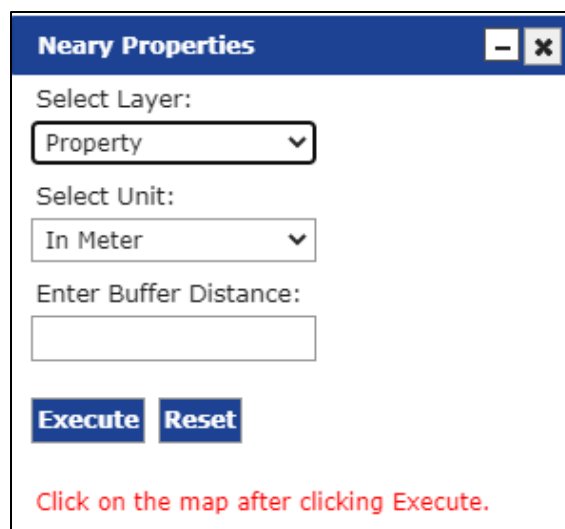 Neary Properties
Select Layer:
Property
Select Unit:
In Meter
Enter Buffer Distance:
Execute Reset
Click on the map after clicking Execute.